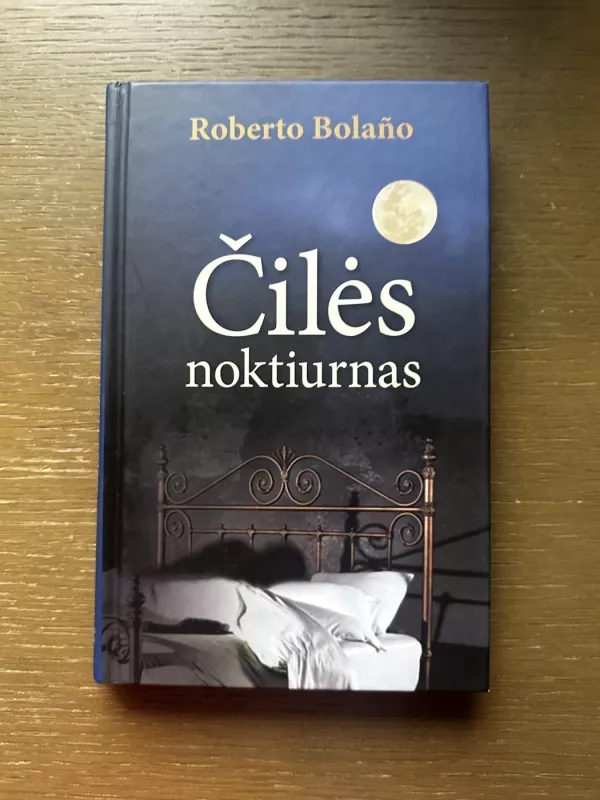 Roberto Bolaño
Čilės
noktiurnas